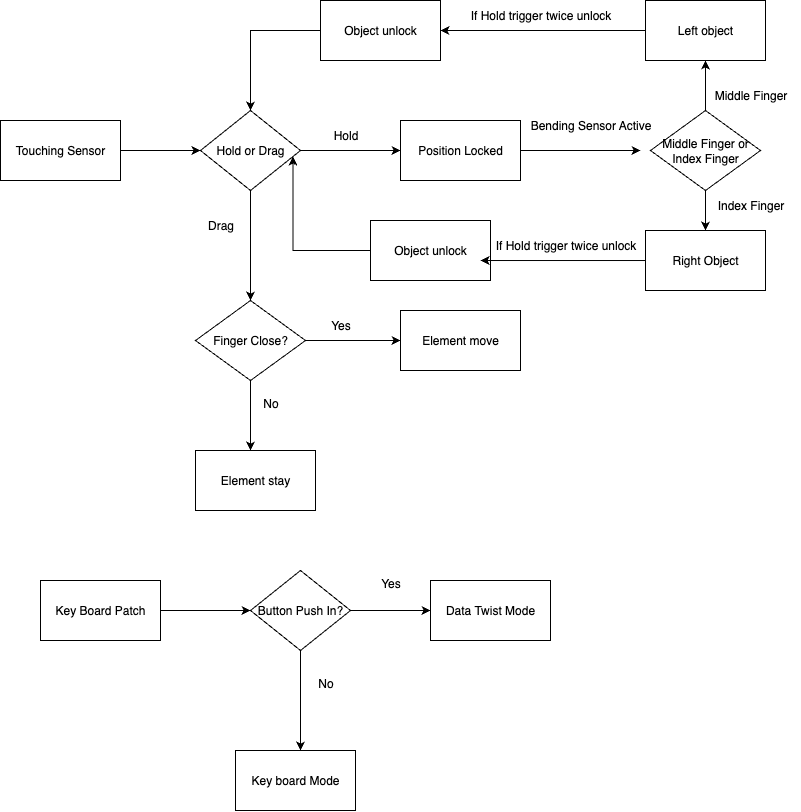 Object unlock
If Hold trigger twice unlock
Left object
Middle Finger
Touching Sensor
Hold or Drag
Hold
Position Locked
Bending Sensor Active
Middle Finger or
Index Finger
Index Finger
Drag
Object unlock
If Hold trigger twice unlock
Right Object
Finger Close?
Yes
Element move
No
Element stay
Key Board Patch
Button Push In?
Yes
Data Twist Mode
No
Key board Mode